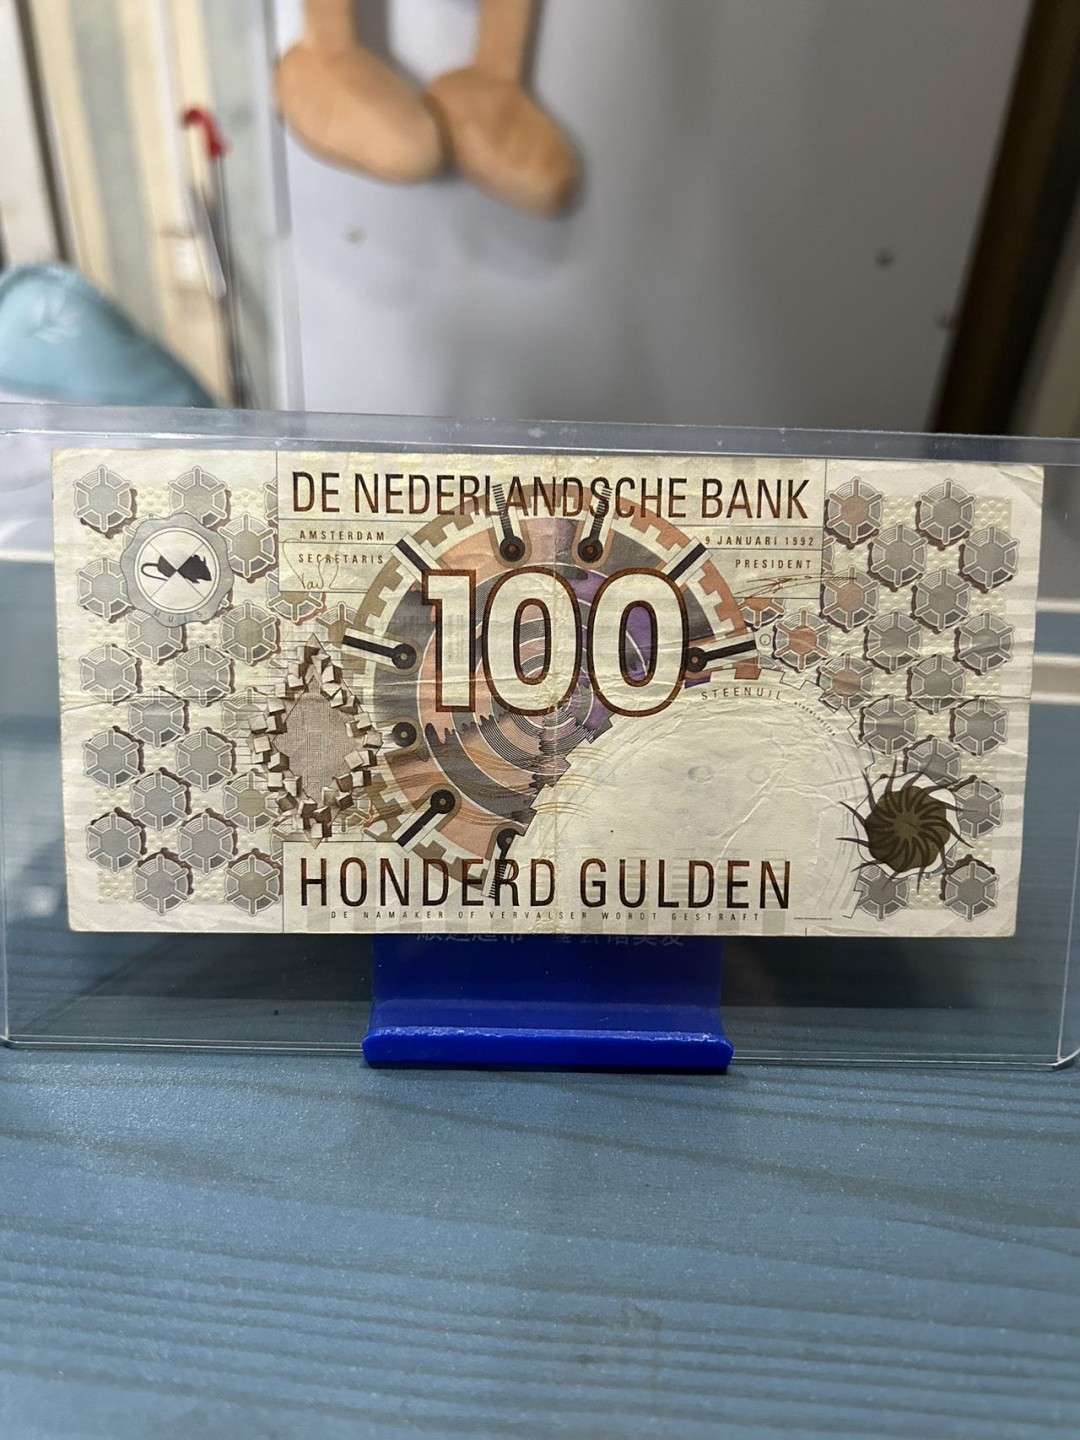 DE NEDERLANDSCHE BANK
AMSTERDAM
9 JANUARI 1992
SECRETARIS
PRESIDENT
100
STEENUIL
HONDERD GULDEN
DE NAMAKER OF VERVALSER WORDT GESTRAFT